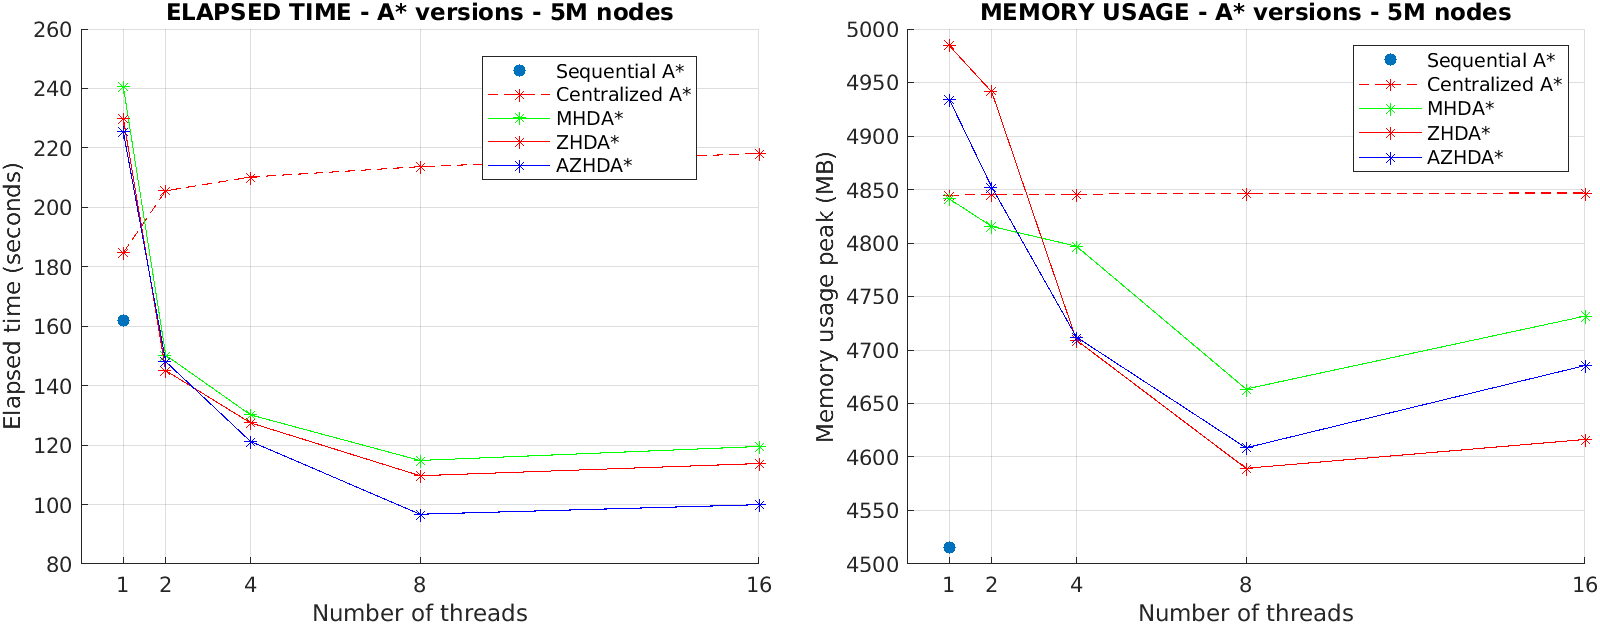 ELAPSED TIME - A* versions - 5M nodes
260
240
220
200
180
160
140
120
100
80
Elapsed time (seconds)
1 2 4 8 16
Number of threads
Sequential A*
Centralized A*
MHDA*
ZHDA*
AZHDA*
MEMORY USAGE - A* versions - 5M nodes
5000
4950
4900
4850
4800
4750
4700
4650
4600
4550
4500
Memory usage peak (MB)
1 2 4 8 16
Number of threads
Sequential A*
Centralized A*
MHDA*
ZHDA*
AZHDA*